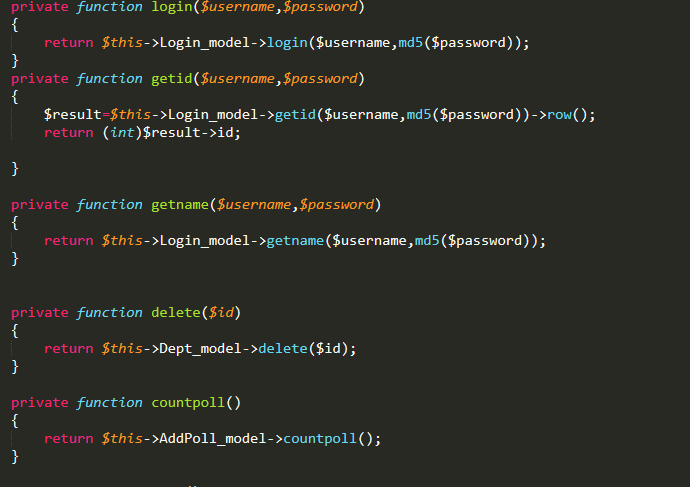 private function login($username,$password)
{
    return $this->Login_model->login($username,md5($password));
}
private function getid($username,$password)
{
    $result=$this->Login_model->getid($username,md5($password))->row();
    return (int)$result->id;
}
private function getname($username,$password)
{
    return $this->Login_model->getname($username,md5($password));
}
private function delete($id)
{
    return $this->Dept_model->delete($id);
}
private function countpoll()
{
    return $this->AddPoll_model->countpoll();
}